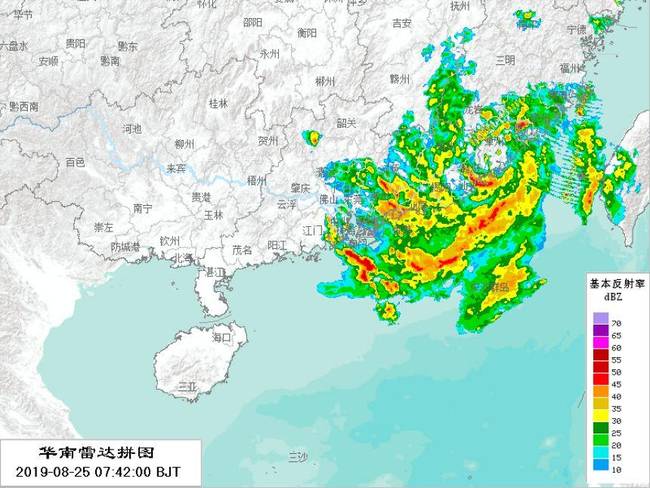 毕节
怀化
邵阳
衡阳
吉安
抚州
宁德
六盘水
贵阳
黔东
永州
三明
福州
安顺
黔南
郴州
赣州
黔西南
桂林
龙岩
河池
韶关
柳州
贺州
百色
来宾
梧州
肇庆
贵港
云浮
佛山
南宁
玉林
崇左
江门
钦州
茂名
阳江
防城港
北海
湛江
海口
三亚
三沙
基本反射率
dBZ
70
65
60
55
50
45
40
35
30
25
20
15
10
华南雷达拼图
2019-08-25 07:42:00 BJT